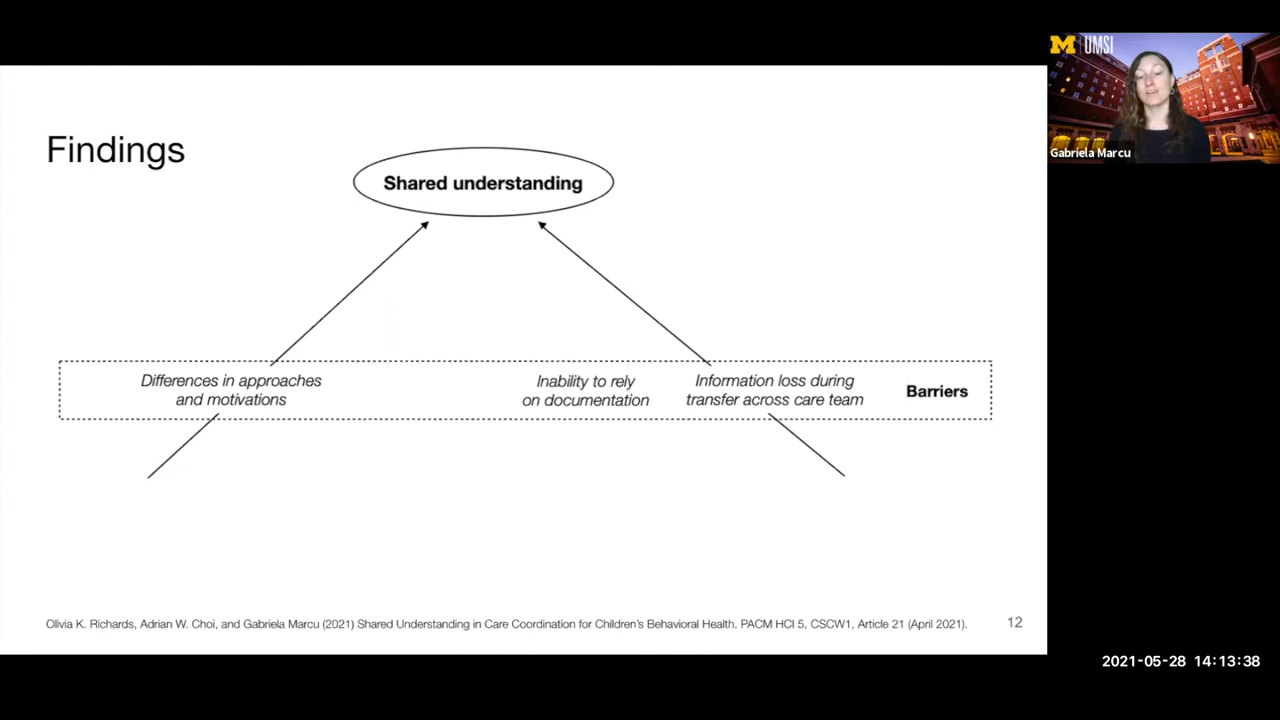 M | UMSI
Gabriela Marcu
Findings
Shared understanding
Differences in approaches
and motivations
Inability to rely
on documentation
Information loss during
transfer across care team
Barriers
Olivia K. Richards, Adrian W. Choi, and Gabriela Marcu (2021) Shared Understanding in Care Coordination for Children's Behavioral Health. PACM HCI 5, CSCW1, Article 21 (April 2021).
12
2021-05-28 14:13:38